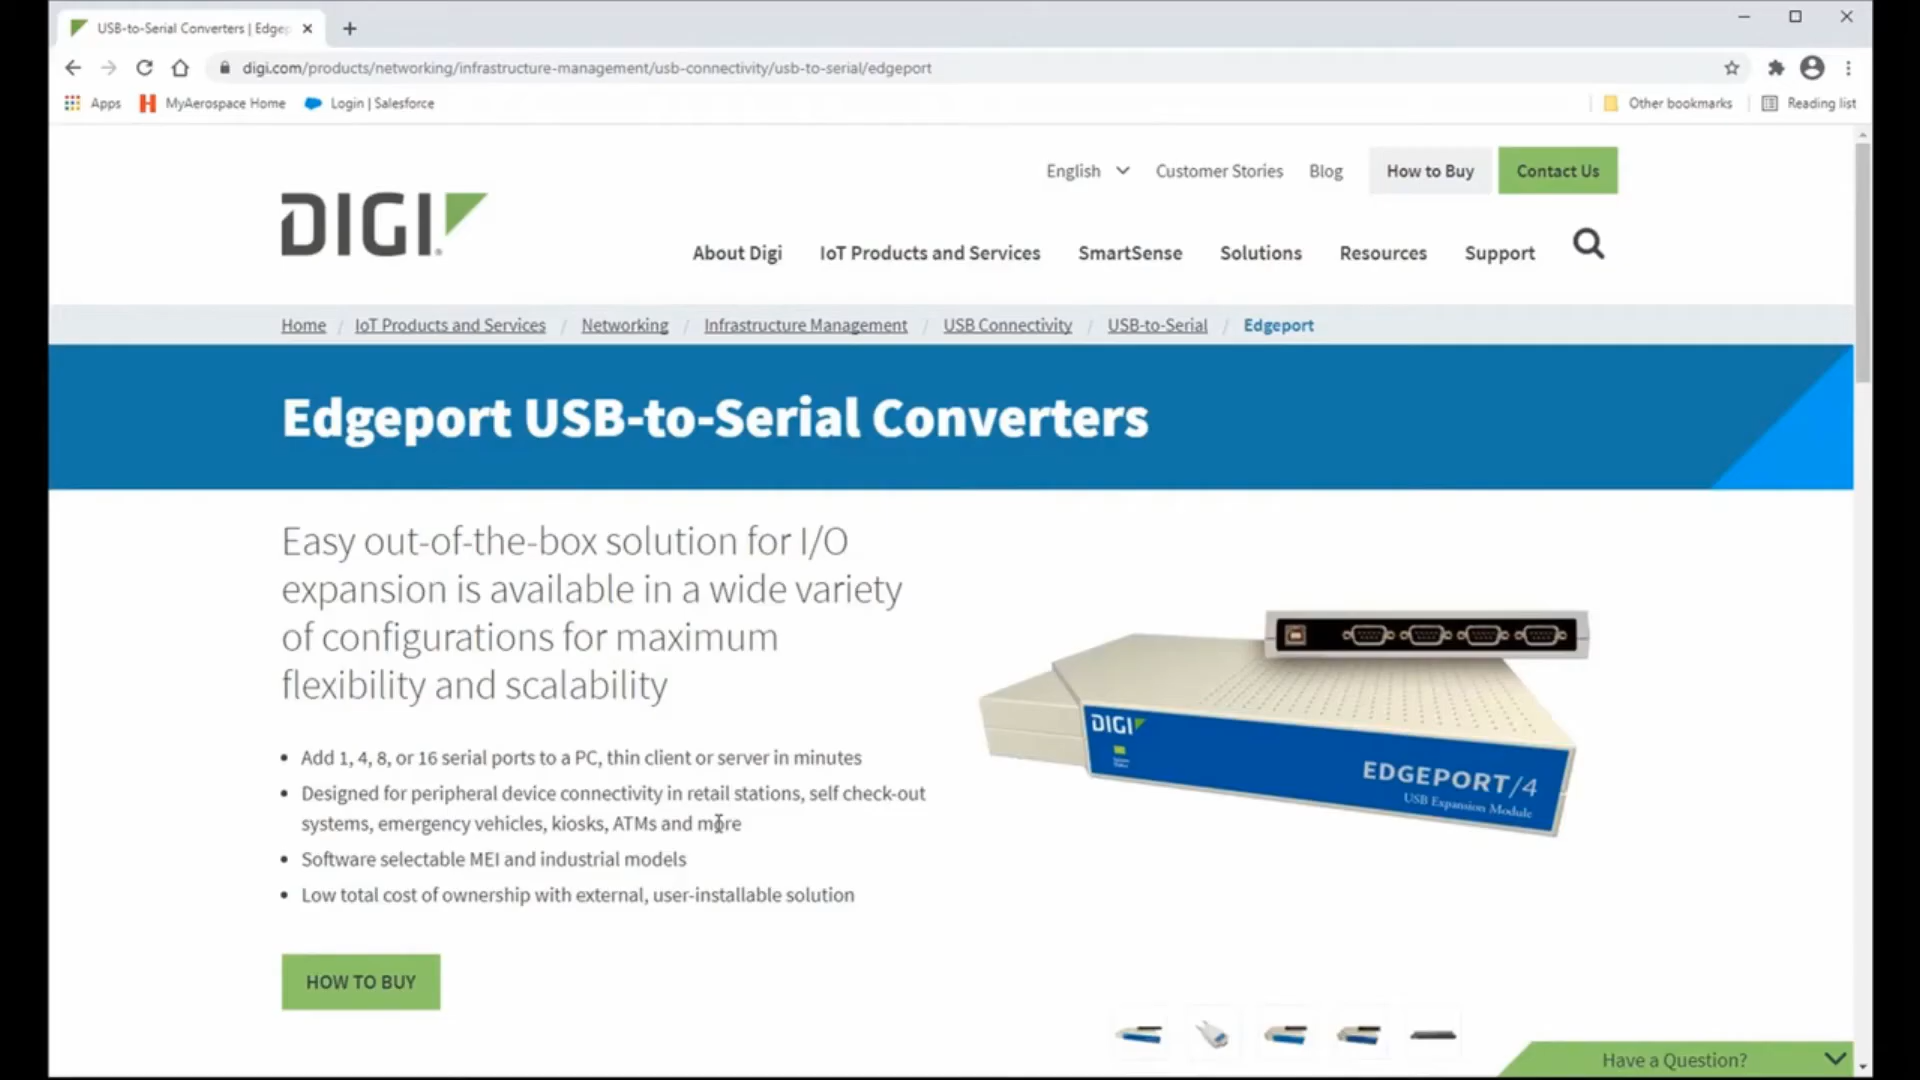 USB-to-Serial Converters | Edgep
digi.com/products/networking/infrastructure-management/usb-connectivity/usb-to-serial/edgeport
Apps MyAerospace Home Login | Salesforce Other bookmarks Reading list
English Customer Stories Blog How to Buy Contact Us
DIGI
About Digi IoT Products and Services SmartSense Solutions Resources Support
Home / IoT Products and Services / Networking / Infrastructure Management / USB Connectivity / USB-to-Serial / Edgeport
Edgeport USB-to-Serial Converters
Easy out-of-the-box solution for I/O
expansion is available in a wide variety
of configurations for maximum
flexibility and scalability
• Add 1, 4, 8, or 16 serial ports to a PC, thin client or server in minutes
• Designed for peripheral device connectivity in retail stations, self check-out
systems, emergency vehicles, kiosks, ATMs and more
• Software selectable MEI and industrial models
• Low total cost of ownership with external, user-installable solution
HOW TO BUY
DIGI
EDGEPORT/4
USB Expansion Module
Have a Question?